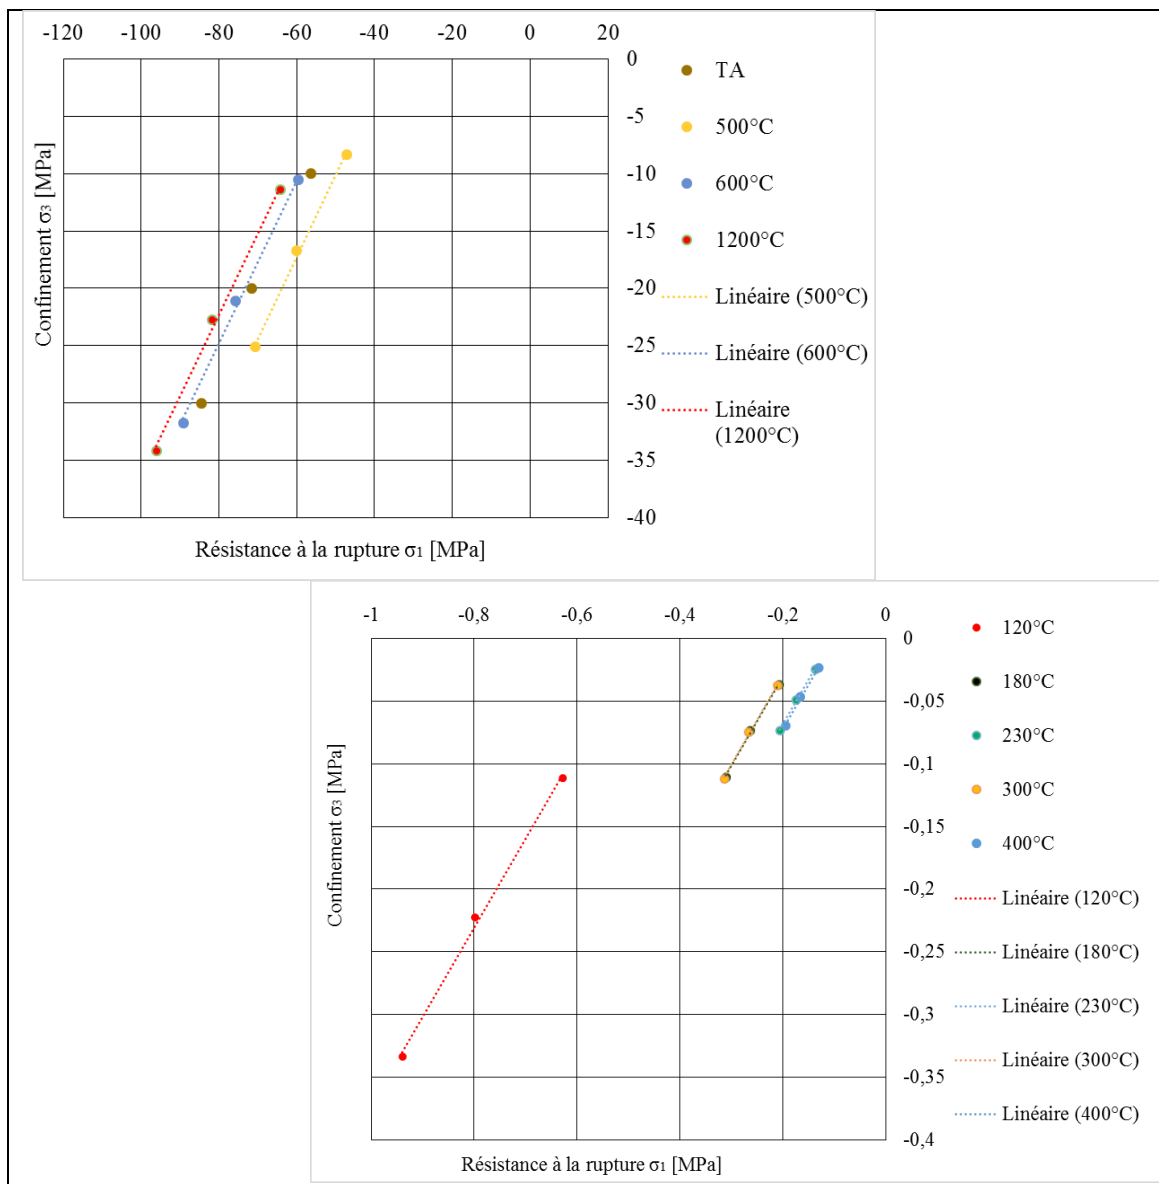 -120 -100 -80 -60 -40 -20 0 20
0
-5
-10
-15
-20
-25
-30
-35
-40
Confinement σ3 [MPa]
Résistance à la rupture σ1 [MPa]
TA
500°C
600°C
1200°C
Linéaire (500°C)
Linéaire (600°C)
Linéaire
(1200°C)
-1 -0,8 -0,6 -0,4 -0,2 0
0
-0,05
-0,1
-0,15
-0,2
-0,25
-0,3
-0,35
-0,4
Confinement σ3 [MPa]
Résistance à la rupture σ1 [MPa]
120°C
180°C
230°C
300°C
400°C
Linéaire (120°C)
Linéaire (180°C)
Linéaire (230°C)
Linéaire (300°C)
Linéaire (400°C)